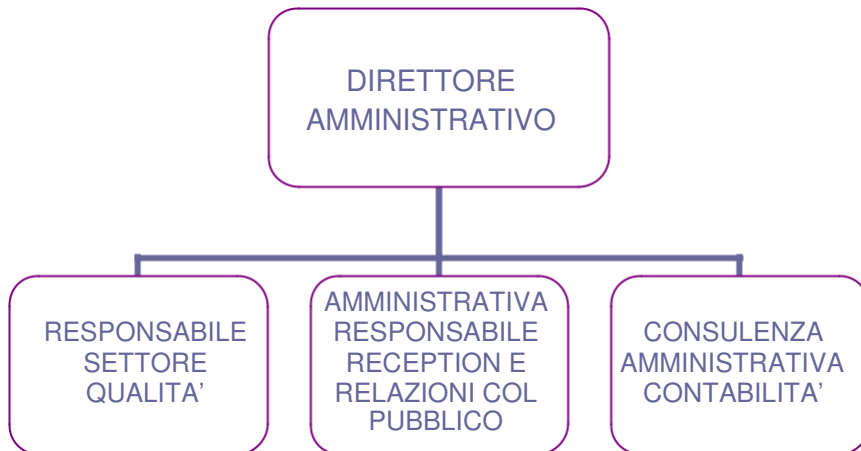 DIRETTORE
AMMINISTRATIVO
RESPONSABILE
SETTORE
QUALITA’
AMMINISTRATIVA
RESPONSABILE
RECEPTION E
RELAZIONI COL
PUBBLICO
CONSULENZA
AMMINISTRATIVA
CONTABILITA’